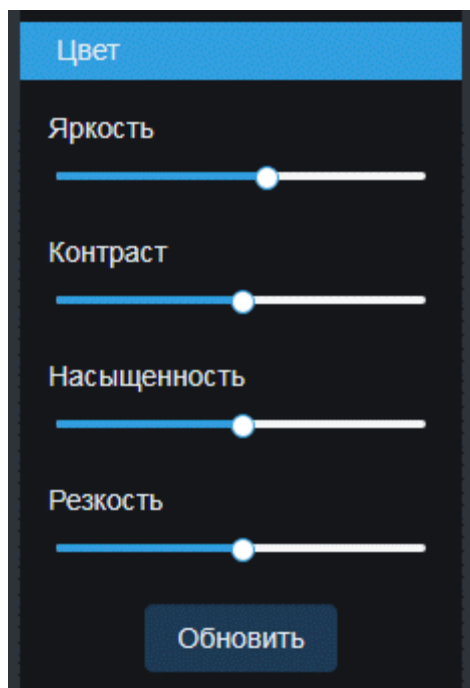 Цвет
Яркость
Контраст
Насыщенность
Резкость
Обновить